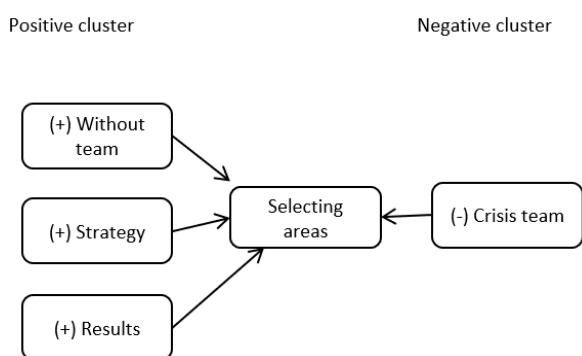 Positive cluster
Negative cluster
(+) Without
team
(+) Strategy
Selecting
areas
(-) Crisis team
(+) Results